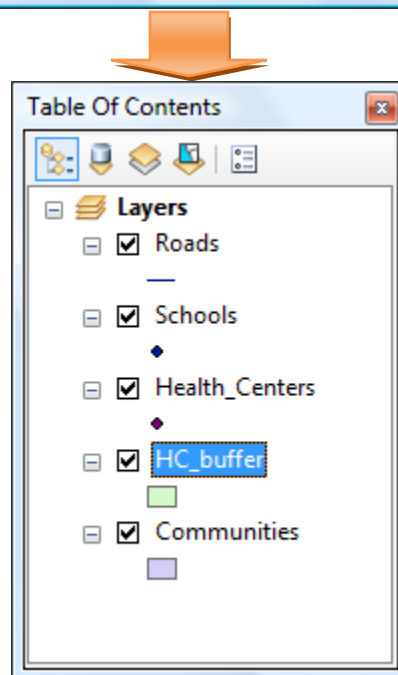 Table Of Contents
Layers
Roads
Schools
Health_Centers
HC_buffer
Communities